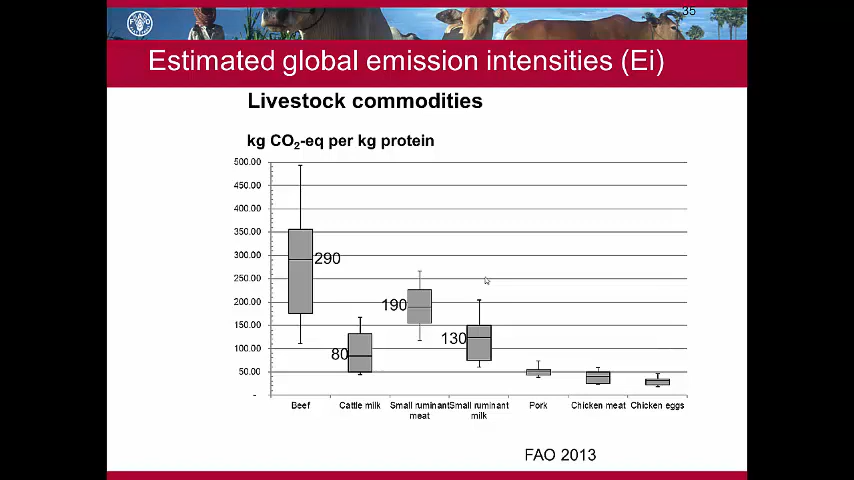 35
FAO
Estimated global emission intensities (Ei)
Livestock commodities
kg CO₂-eq per kg protein
500.00
450.00
400.00
350.00
300.00
250.00
200.00
150.00
100.00
50.00
-
290
80
190
130
Beef
Cattle milk
Small ruminant meat
Small ruminant milk
Pork
Chicken meat
Chicken eggs
FAO 2013